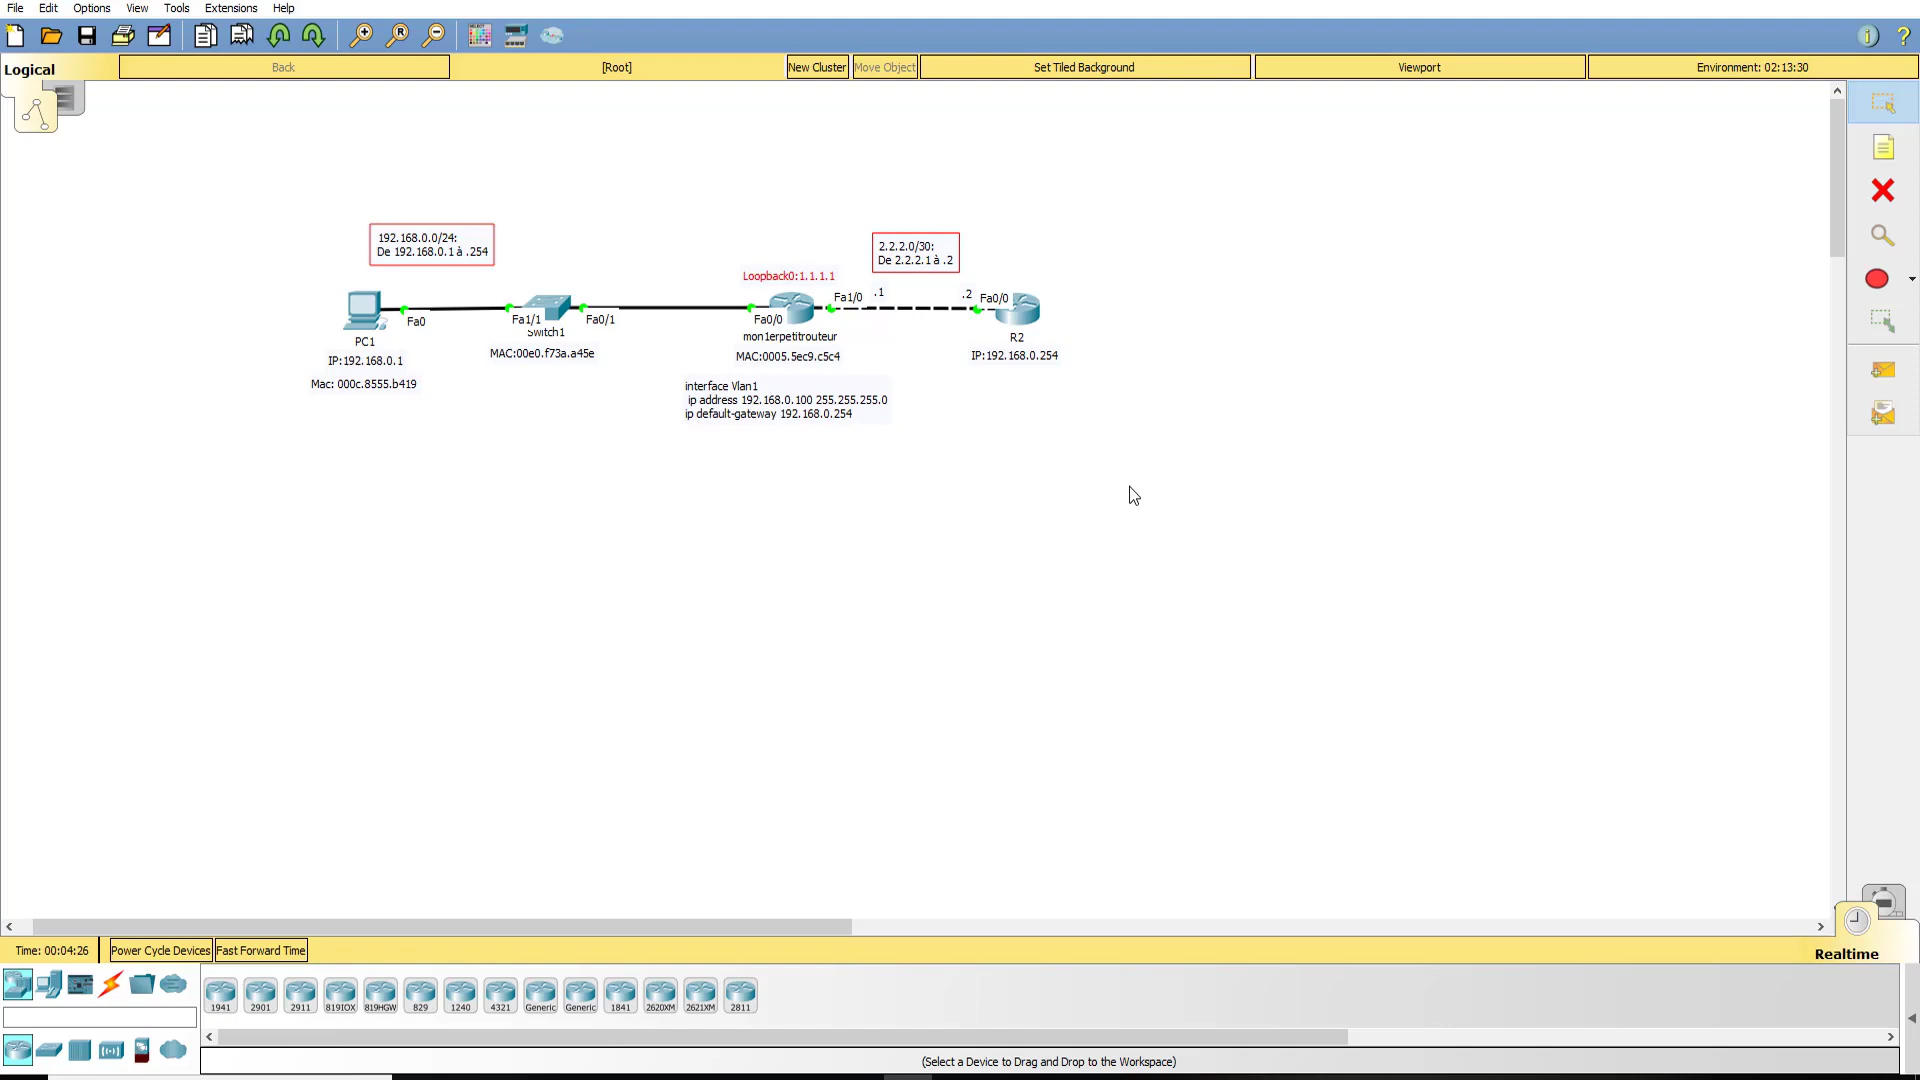 File Edit Options View Tools Extensions Help
Logical
Back
[Root]
New Cluster
Move Object
Set Tiled Background
Viewport
Environment: 02:13:30
192.168.0.0/24:
De 192.168.0.1 à .254
2.2.2.0/30:
De 2.2.2.1 à .2
Loopback0:1.1.1.1
Fa0
Fa1/1
Fa0/1
Fa0/0
Fa1/0
.1
.2
Fa0/0
PC1
IP:192.168.0.1
Mac: 000c.8555.b419
Switch1
MAC:00e0.f73a.a45e
mon1erpetitrouteur
MAC:0005.5ec9.c5c4
R2
IP:192.168.0.254
interface Vlan1
ip address 192.168.0.100 255.255.255.0
ip default-gateway 192.168.0.254
Time: 00:04:26
Power Cycle Devices
Fast Forward Time
Realtime
1941 2901 2911 819IOX 819HGW 829 1240 4321 Generic Generic 1841 2620XM 2621XM 2811
(Select a Device to Drag and Drop to the Workspace)